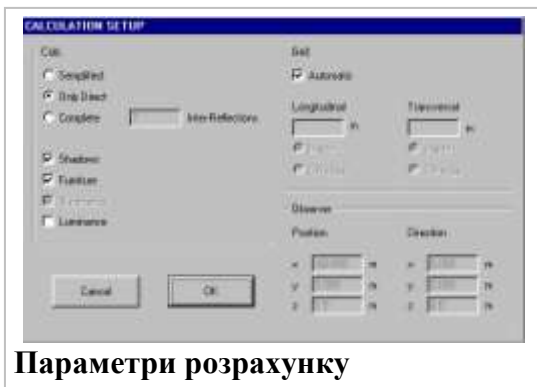 CALCULATION SETUP
Calc.
Simplified
Only Direct
Complete
Inter-Reflections
Shadows
Furniture
Luminance
Cancel
OK
Grid
Automatic
Longitudinal
Transversal
m
m
Observer
Position
Direction
x m
y m
z m
x m
y m
z m
Параметри розрахунку